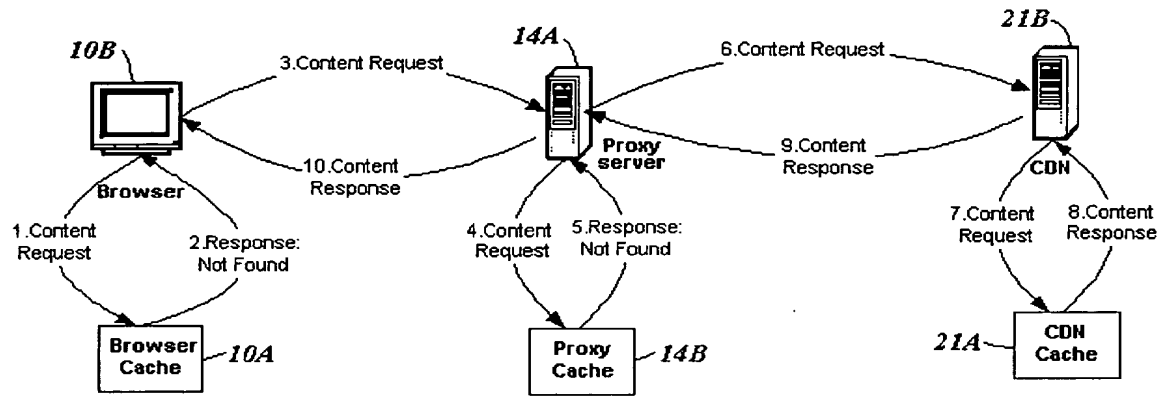 10B
14A
21B
3.Content Request
6.Content Request
10.Content
Response
9.Content
Response
Browser
Proxy
server
CDN
1.Content
Request
2.Response:
Not Found
4.Content
Request
5.Response:
Not Found
7.Content
Request
8.Content
Response
Browser
Cache
10A
Proxy
Cache
14B
CDN
Cache
21A